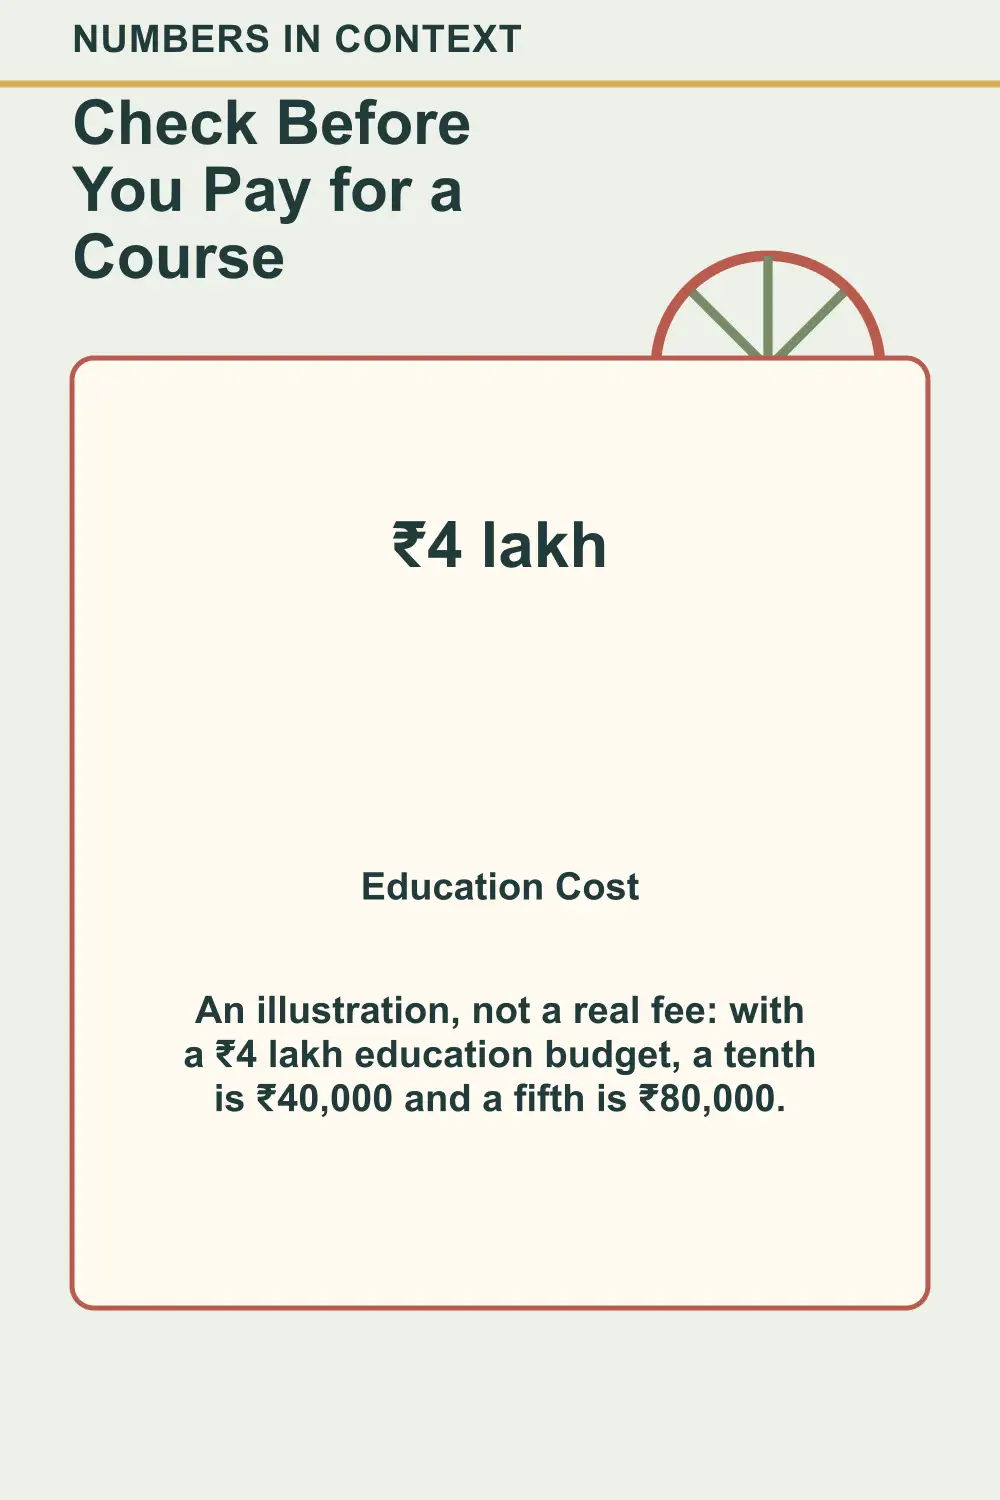 NUMBERS IN CONTEXT
Check Before
You Pay for a
Course
₹4 lakh
Education Cost
An illustration, not a real fee: with
a ₹4 lakh education budget, a tenth
is ₹40,000 and a fifth is ₹80,000.